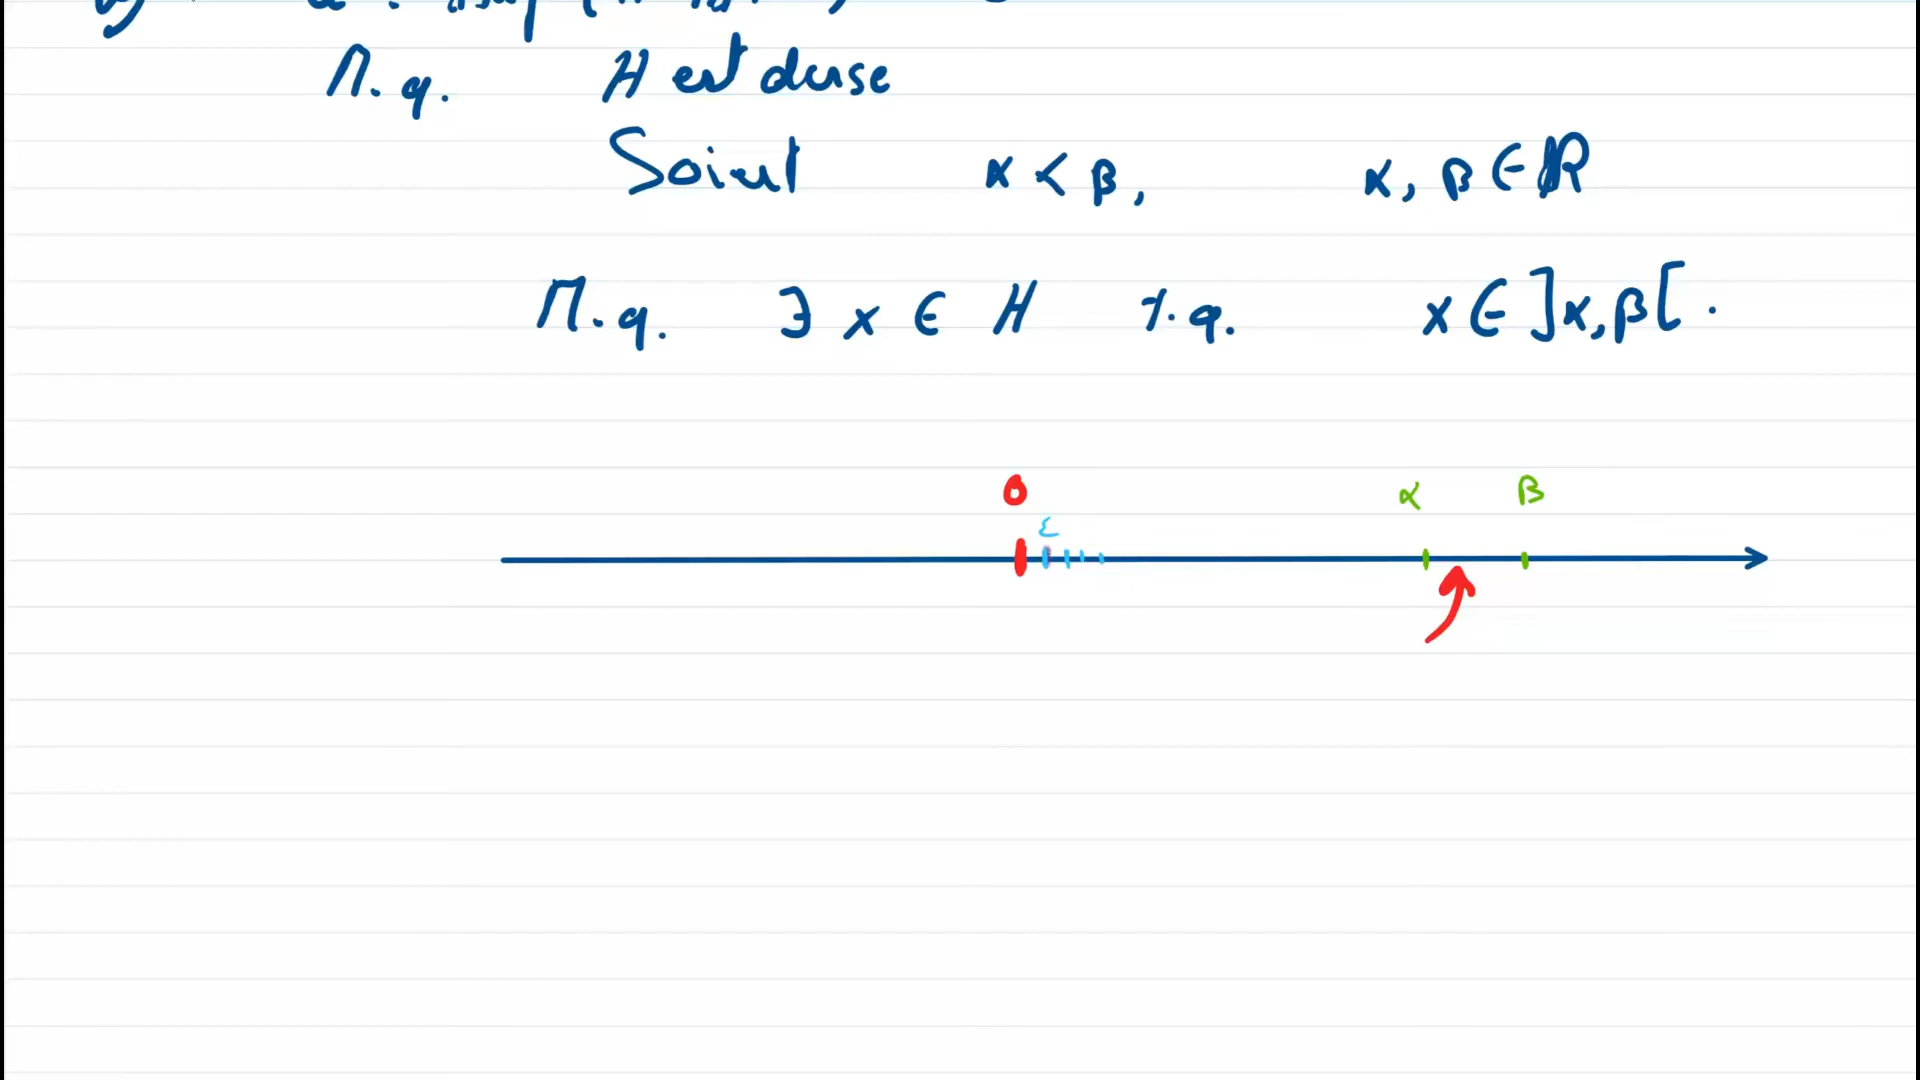 M.q. H est dense
Soient α < β, α, β ∈ ℝ
M.q. ∃ x ∈ H t.q. x ∈ ]α, β[ .
0 α β
ε